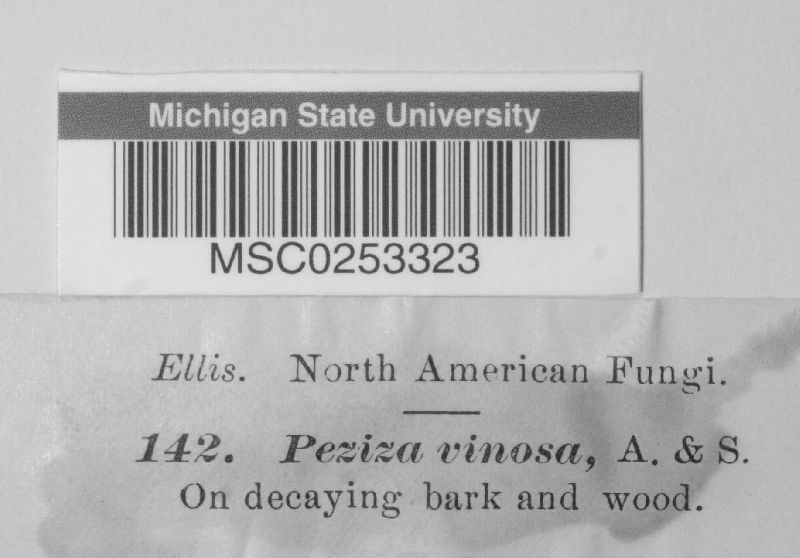 Michigan State University
MSC0253323
Ellis. North American Fungi.
142. Peziza vinosa, A. & S.
On decaying bark and wood.